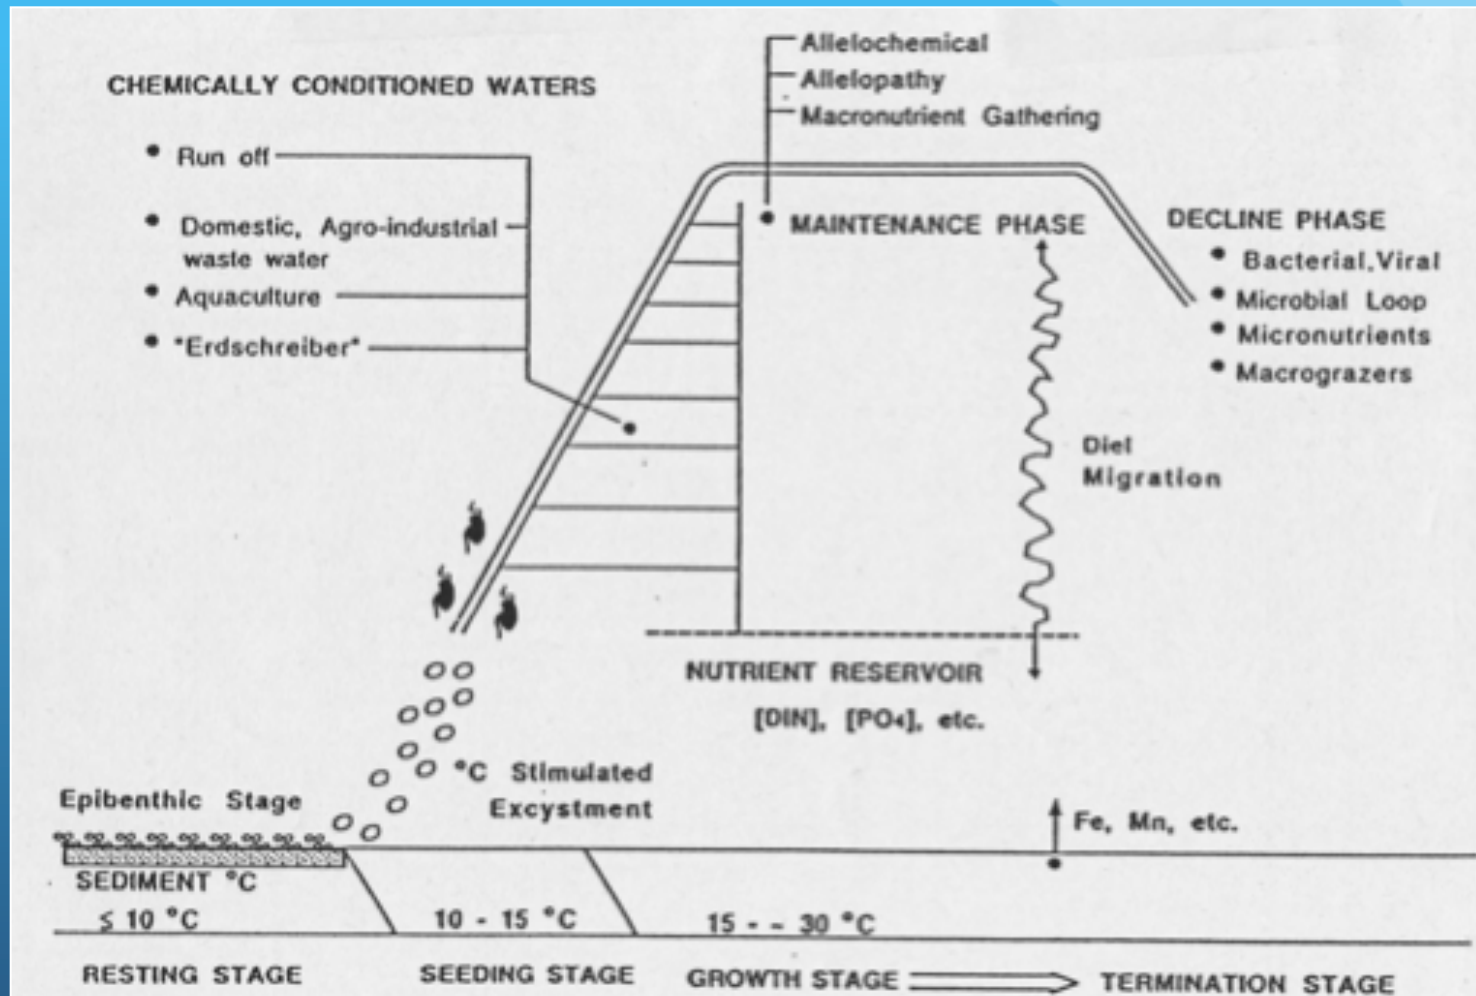 CHEMICALLY CONDITIONED WATERS
• Run off
• Domestic, Agro-industrial
waste water
• Aquaculture
• "Erdschreiber"
Allelochemical
Allelopathy
Macronutrient Gathering
• MAINTENANCE PHASE
DECLINE PHASE
• Bacterial, Viral
• Microbial Loop
• Micronutrients
• Macrograzers
Diel
Migration
NUTRIENT RESERVOIR
[DIN], [PO₄], etc.
°C Stimulated
Excystment
Epibenthic Stage
Fe, Mn, etc.
SEDIMENT °C
≤ 10 °C
10 - 15 °C
15 - ~ 30 °C
RESTING STAGE
SEEDING STAGE
GROWTH STAGE
TERMINATION STAGE